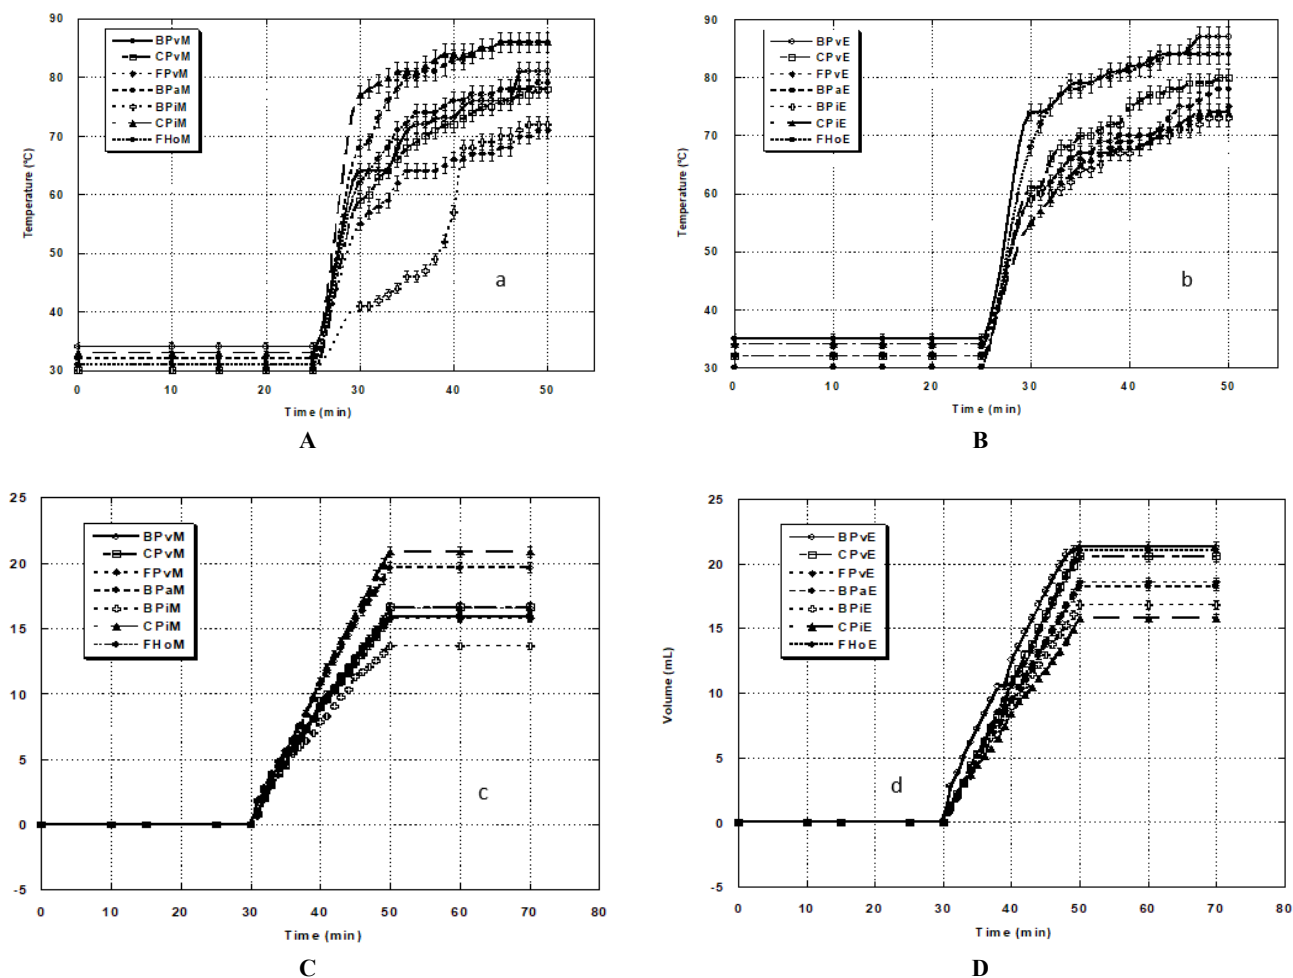 90
80
70
60
50
40
30
Temperature (ºC)
BPvM
CPvM
FPvM
BPaM
BPiM
CPiM
FHoM
a
0
10
20
30
40
50
Time (min)
A
90
80
70
60
50
40
30
Temperature (ºC)
BPvE
CPvE
FPvE
BPaE
BPiE
CPiE
FHoE
b
0
10
20
30
40
50
Time (min)
B
25
20
15
10
5
0
-5
BPvM
CPvM
FPvM
BPaM
BPiM
CPiM
FHoM
c
0
10
20
30
40
50
60
70
80
Time (min)
C
25
20
15
10
5
0
-5
Volume (mL)
BPvE
CPvE
FPvE
BPaE
BPiE
CPiE
FHoE
d
0
10
20
30
40
50
60
70
80
Time (min)
D